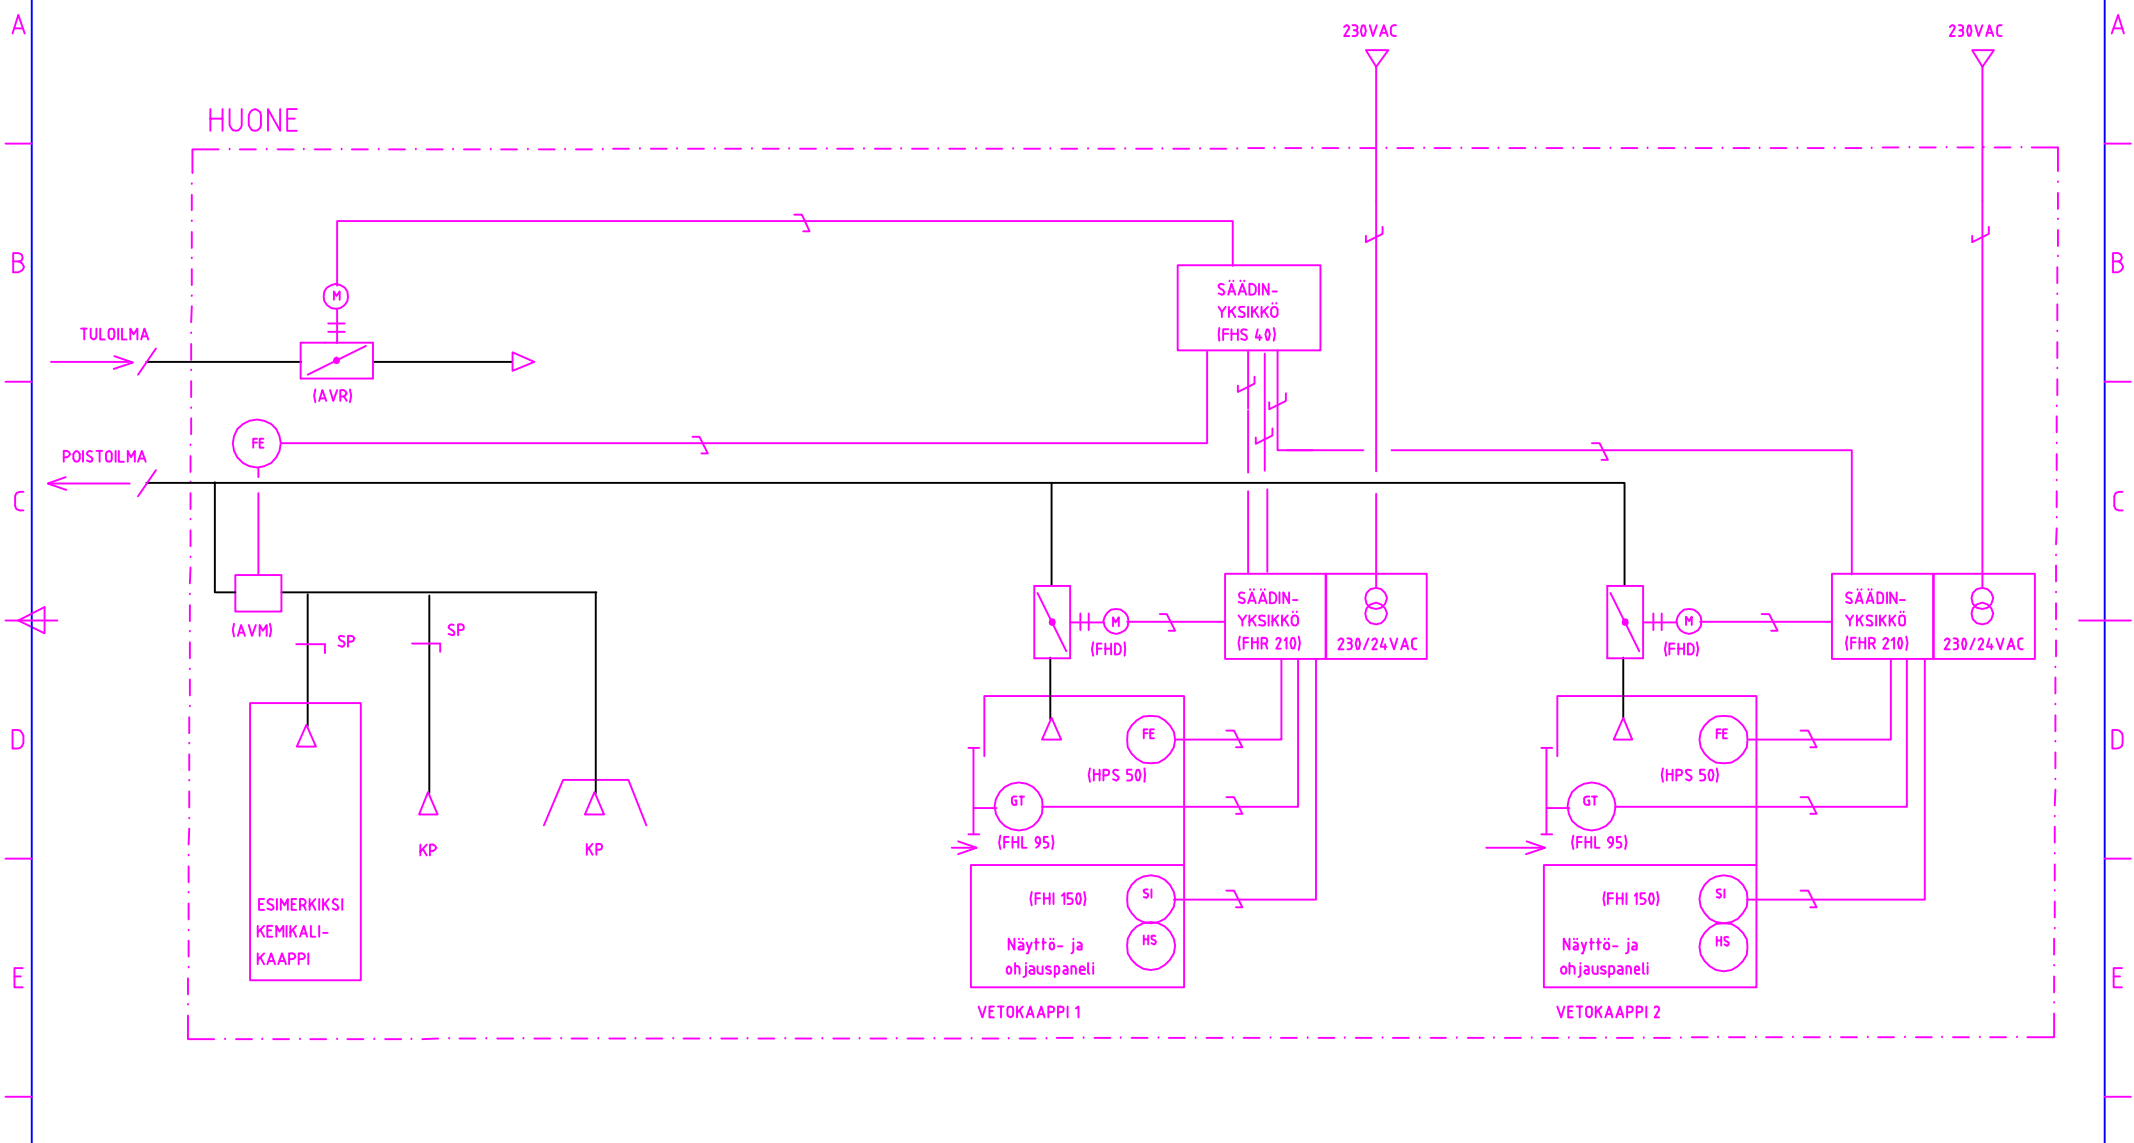 A
A
230VAC
230VAC
HUONE
B
B
M
SÄÄDIN-
YKSIKKÖ
(FHS 40)
TULOILMA
(AVR)
FE
POISTOILMA
C
C
(AVM)
SP
SP
M
(FHD)
SÄÄDIN-
YKSIKKÖ
(FHR 210)
230/24VAC
M
(FHD)
SÄÄDIN-
YKSIKKÖ
(FHR 210)
230/24VAC
D
D
FE
(HPS 50)
GT
(FHL 95)
FE
(HPS 50)
GT
(FHL 95)
KP
KP
ESIMERKIKSI
KEMIKALI-
KAAPPI
(FHI 150)
SI
HS
Näyttö- ja
ohjauspaneli
(FHI 150)
SI
HS
Näyttö- ja
ohjauspaneli
E
E
VETOKAAPPI 1
VETOKAAPPI 2